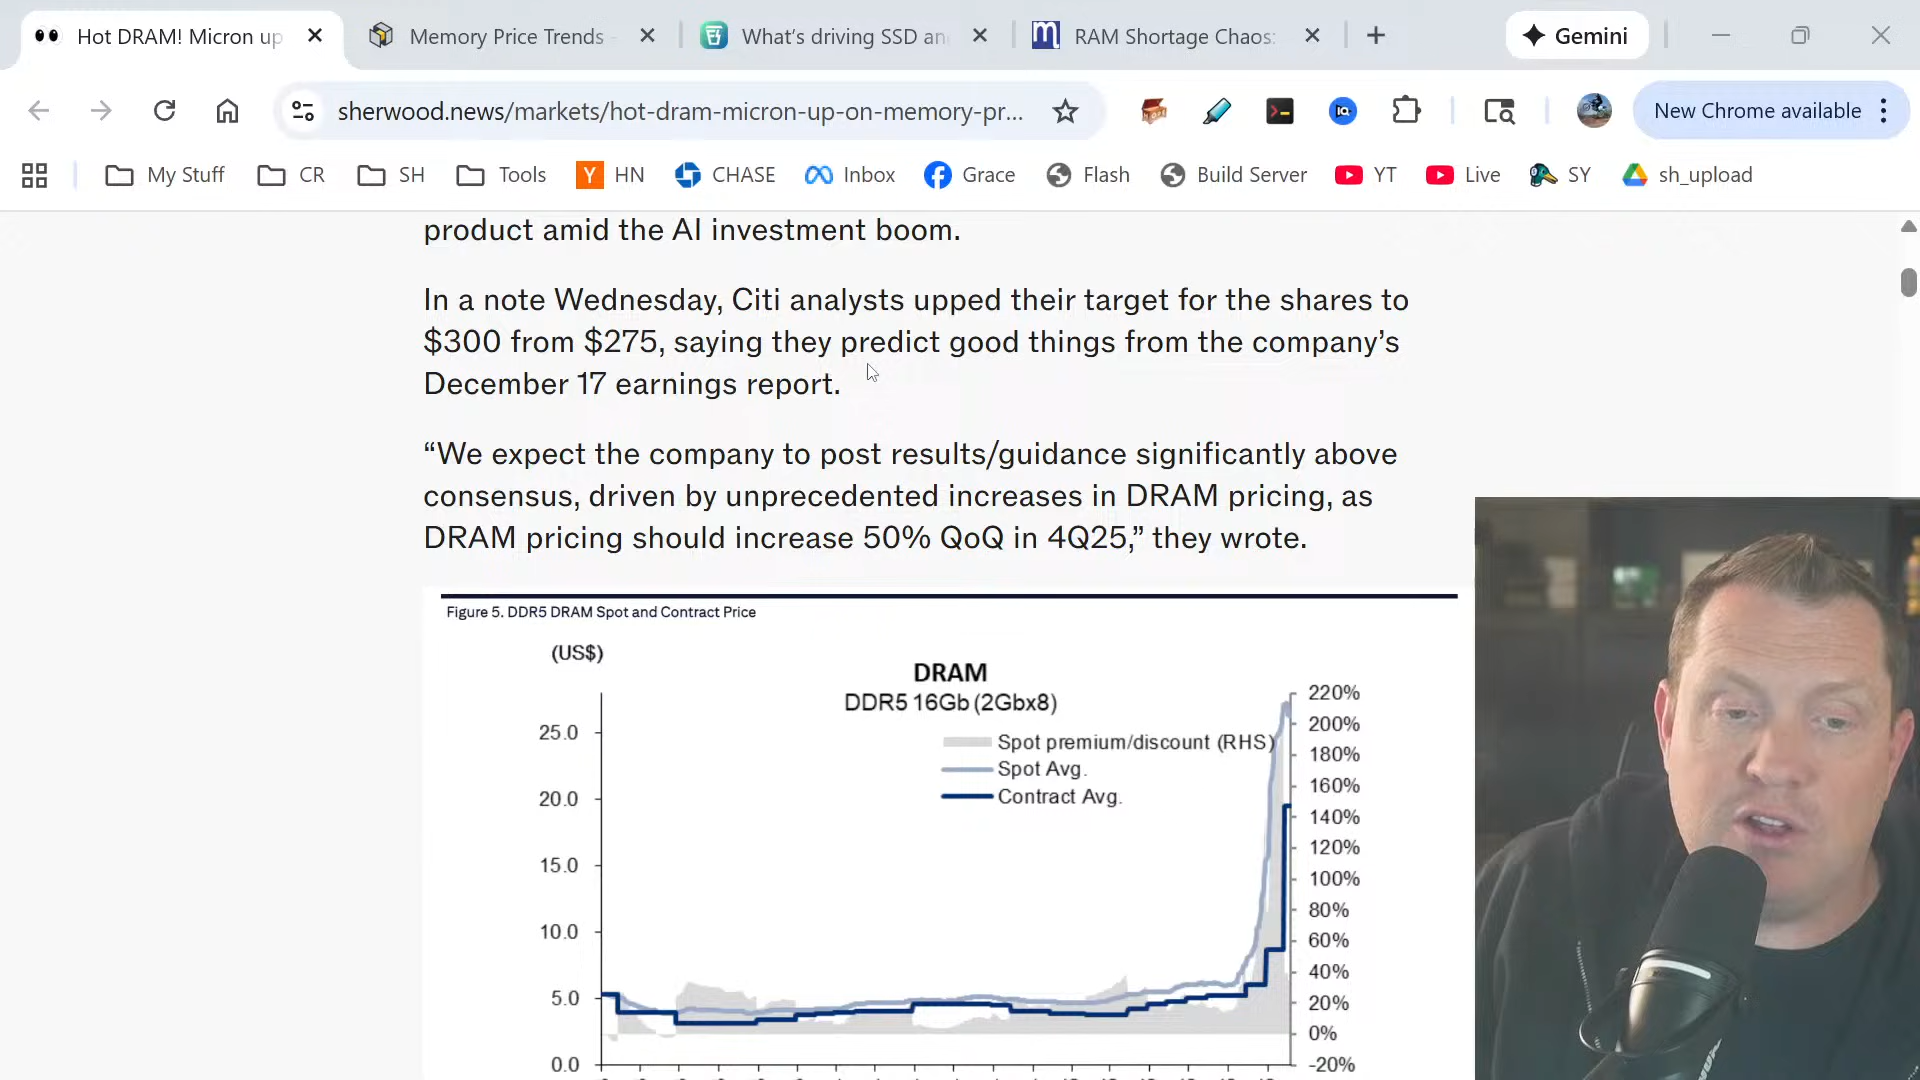 Hot DRAM! Micron up
Memory Price Trends
What's driving SSD an
RAM Shortage Chaos:
Gemini
sherwood.news/markets/hot-dram-micron-up-on-memory-pr...
New Chrome available
My Stuff
CR
SH
Tools
HN
CHASE
Inbox
Grace
Flash
Build Server
YT
Live
SY
sh_upload
product amid the AI investment boom.
In a note Wednesday, Citi analysts upped their target for the shares to
$300 from $275, saying they predict good things from the company’s
December 17 earnings report.
“We expect the company to post results/guidance significantly above
consensus, driven by unprecedented increases in DRAM pricing, as
DRAM pricing should increase 50% QoQ in 4Q25,” they wrote.
Figure 5. DDR5 DRAM Spot and Contract Price
(US$)
DRAM
DDR5 16Gb (2Gbx8)
Spot premium/discount (RHS)
Spot Avg.
Contract Avg.
25.0
20.0
15.0
10.0
5.0
0.0
220%
200%
180%
160%
140%
120%
100%
80%
60%
40%
20%
0%
-20%